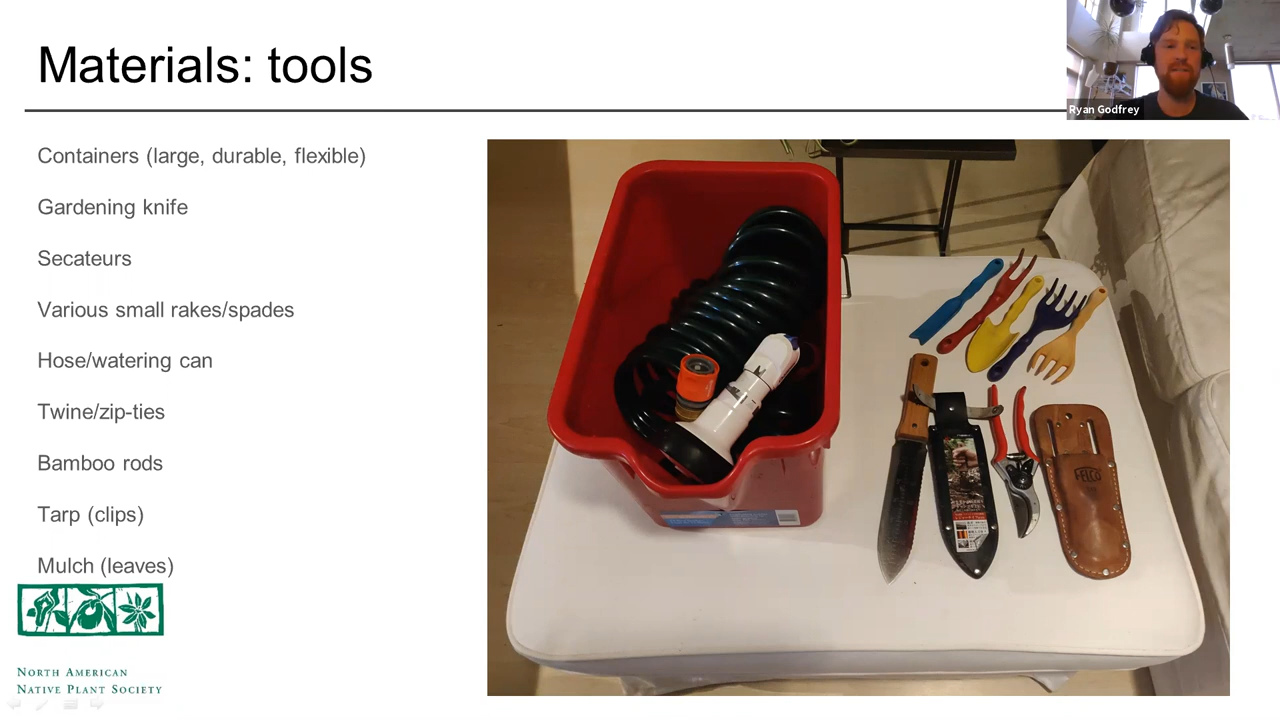 Materials: tools
Ryan Godfrey
Containers (large, durable, flexible)
Gardening knife
Secateurs
Various small rakes/spades
Hose/watering can
Twine/zip-ties
Bamboo rods
Tarp (clips)
Mulch (leaves)
FELCO
NORTH AMERICAN
NATIVE PLANT SOCIETY